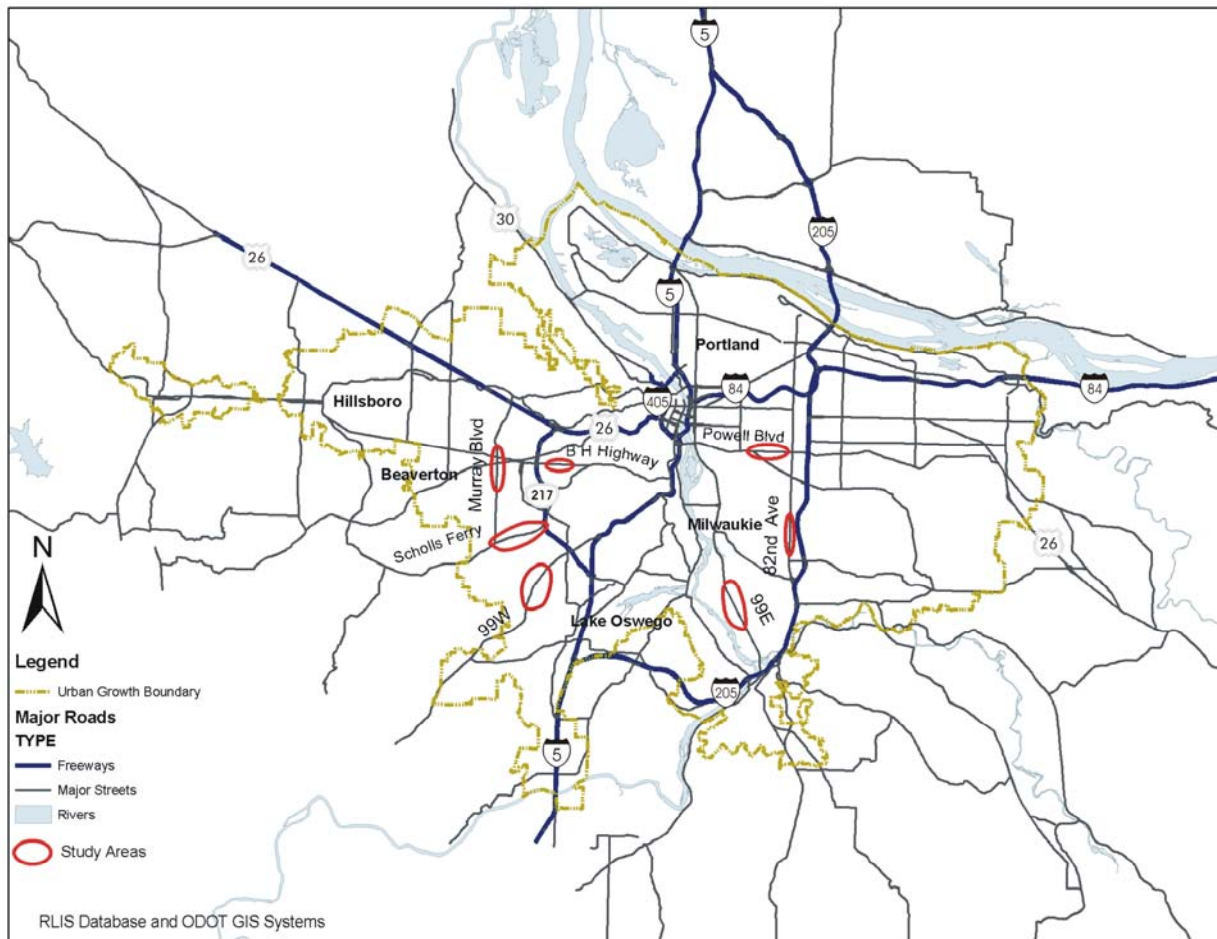 5
205
30
26
5
Portland
84
84
Hillsboro
405
26
Powell Blvd
B H Highway
Murray Blvd
Beaverton
217
Milwaukie
82nd Ave
Scholls Ferry
26
N
99W
99E
Lake Oswego
205
5
Legend
Urban Growth Boundary
Major Roads
TYPE
Freeways
Major Streets
Rivers
Study Areas
RLIS Database and ODOT GIS Systems